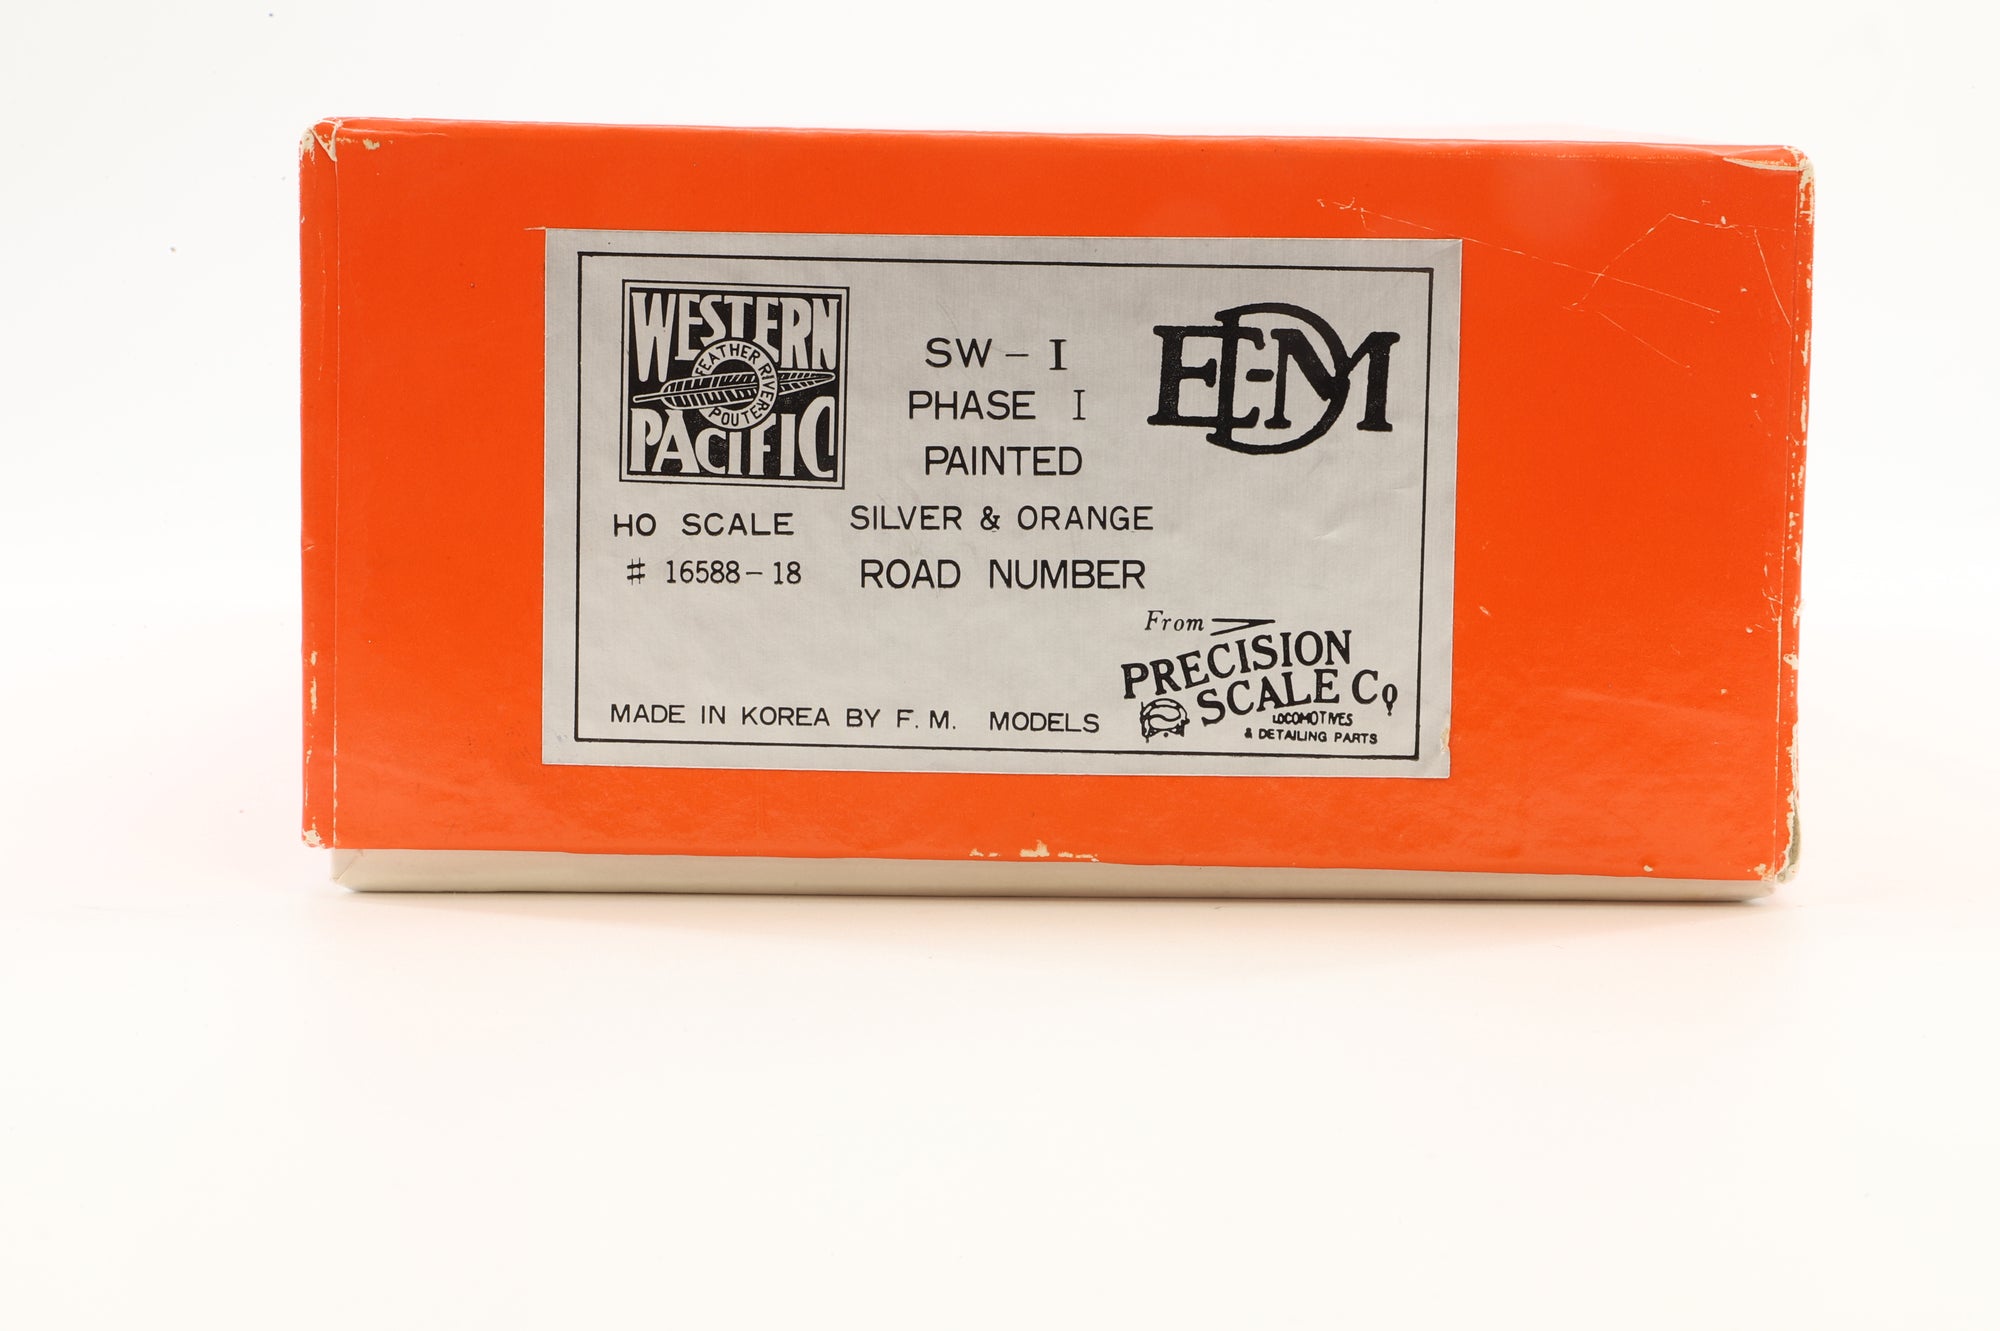 WESTERN
FEATHER RIVER
ROUTE
PACIFIC
SW-I
PHASE I
PAINTED
EMD
HO SCALE
SILVER & ORANGE
# 16588-18
ROAD NUMBER
From
PRECISION
SCALE Co
LOCOMOTIVES
& DETAILING PARTS
MADE IN KOREA BY F. M. MODELS